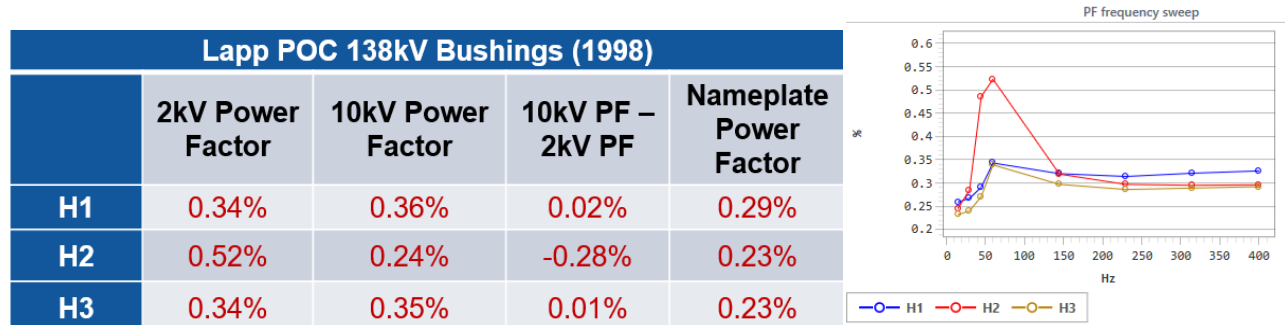 Lapp POC 138kV Bushings (1998)
2kV Power Factor
10kV Power Factor
10kV PF – 2kV PF
Nameplate Power Factor
H1 0.34% 0.36% 0.02% 0.29%
H2 0.52% 0.24% -0.28% 0.23%
H3 0.34% 0.35% 0.01% 0.23%
PF frequency sweep
0.6
0.55
0.5
0.45
0.4
0.35
0.3
0.25
0.2
%
0 50 100 150 200 250 300 350 400
Hz
H1 H2 H3